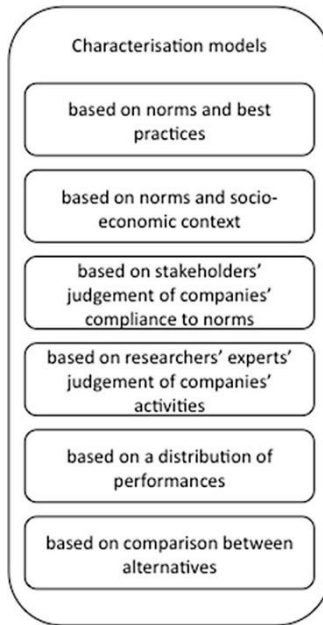 Characterisation models
based on norms and best
practices
based on norms and socio-
economic context
based on stakeholders’
judgement of companies’
compliance to norms
based on researchers’ experts’
judgement of companies’
activities
based on a distribution of
performances
based on comparison between
alternatives